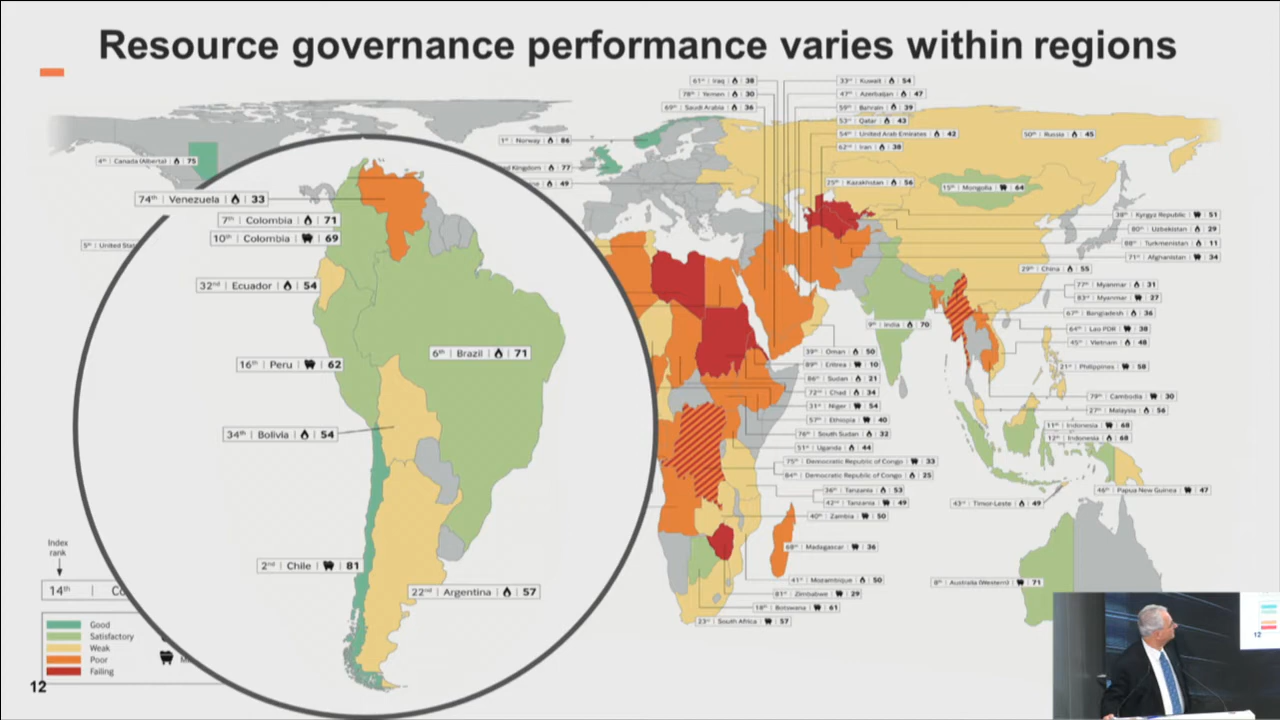 Resource governance performance varies within regions
61st | Iraq | 38
78th | Yemen | 30
69th | Saudi Arabia | 36
33rd | Kuwait | 54
47th | Azerbaijan | 47
59th | Bahrain | 39
53rd | Qatar | 43
54th | United Arab Emirates | 42
62nd | Iran | 38
50th | Russia | 45
1st | Norway | 86
4th | Canada (Alberta) | 75
ed Kingdom | 77
ine | 49
25th | Kazakhstan | 56
15th | Mongolia | 64
74th | Venezuela | 33
7th | Colombia | 71
10th | Colombia | 69
5th | United Stat
38th | Kyrgyz Republic | 51
80th | Uzbekistan | 29
88th | Turkmenistan | 11
71st | Afghanistan | 34
29th | China | 55
32nd | Ecuador | 54
77th | Myanmar | 31
83rd | Myanmar | 27
67th | Bangladesh | 36
64th | Lao PDR | 38
45th | Vietnam | 48
9th | India | 70
6th | Brazil | 71
16th | Peru | 62
21st | Philippines | 58
39th | Oman | 50
89th | Eritrea | 10
86th | Sudan | 21
72nd | Chad | 34
31st | Niger | 54
57th | Ethiopia | 40
76th | South Sudan | 32
51st | Uganda | 44
79th | Cambodia | 30
27th | Malaysia | 56
11th | Indonesia | 68
12th | Indonesia | 68
34th | Bolivia | 54
75th | Democratic Republic of Congo | 33
84th | Democratic Republic of Congo | 25
36th | Tanzania | 53
42nd | Tanzania | 49
40th | Zambia | 50
46th | Papua New Guinea | 47
43rd | Timor-Leste | 49
68th | Madagascar | 36
2nd | Chile | 81
22nd | Argentina | 57
41st | Mozambique | 50
81st | Zimbabwe | 29
18th | Botswana | 61
23rd | South Africa | 57
8th | Australia (Western) | 71
Index
rank
14th | Co
Good
Satisfactory
Weak
Poor
Failing
12
12